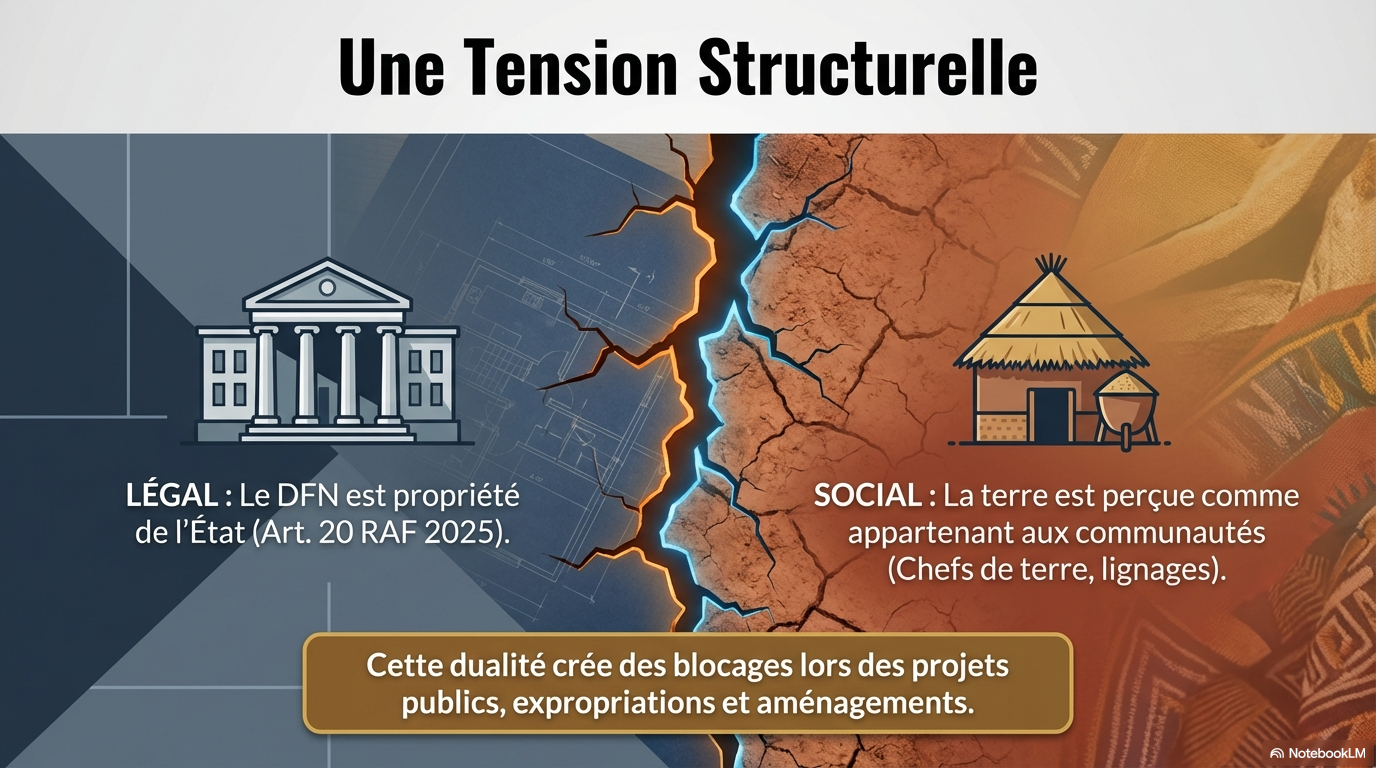 Une Tension Structurelle
LÉGAL : Le DFN est propriété
de l’État (Art. 20 RAF 2025).
SOCIAL : La terre est perçue comme
appartenant aux communautés
(Chefs de terre, lignages).
Cette dualité crée des blocages lors des projets
publics, expropriations et aménagements.
NotebookLM